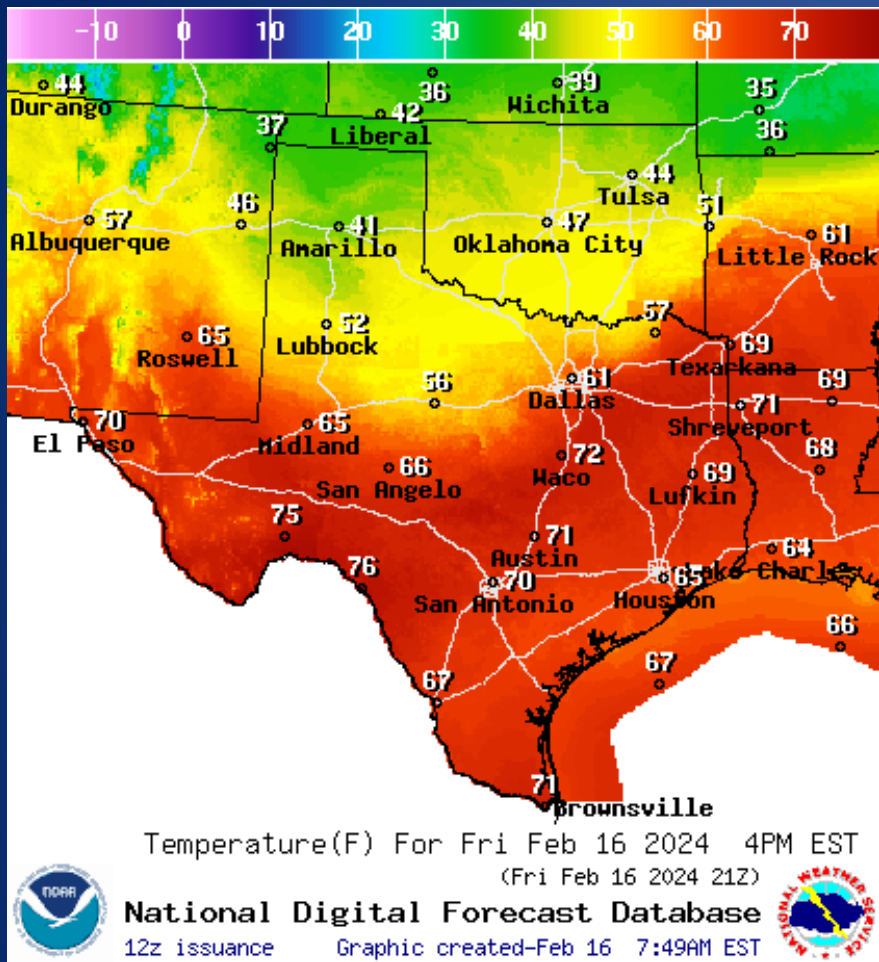 -10 0 10 20 30 40 50 60 70
44
Durango
36
39
Wichita
35
42
Liberal
37
36
44
Tulsa
57
Albuquerque
46
41
Amarillo
47
Oklahoma City
51
61
Little Rock
65
Roswell
52
Lubbock
57
69
Texarkana
56
61
Dallas
71
Shreveport
69
70
El Paso
65
Midland
66
San Angelo
72
Waco
69
Lufkin
68
75
71
Austin
64
Lake Charles
76
70
San Antonio
65
Houston
66
67
67
71
Brownsville
Temperature(F) For Fri Feb 16 2024 4PM EST
(Fri Feb 16 2024 21Z)
National Digital Forecast Database
12z issuance Graphic created-Feb 16 7:49AM EST
NOAA
NATIONAL WEATHER SERVICE